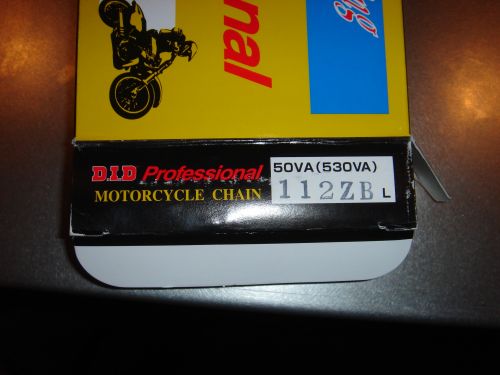 D.I.D Professional
MOTORCYCLE CHAIN
50VA (530VA)
112ZB L
nal